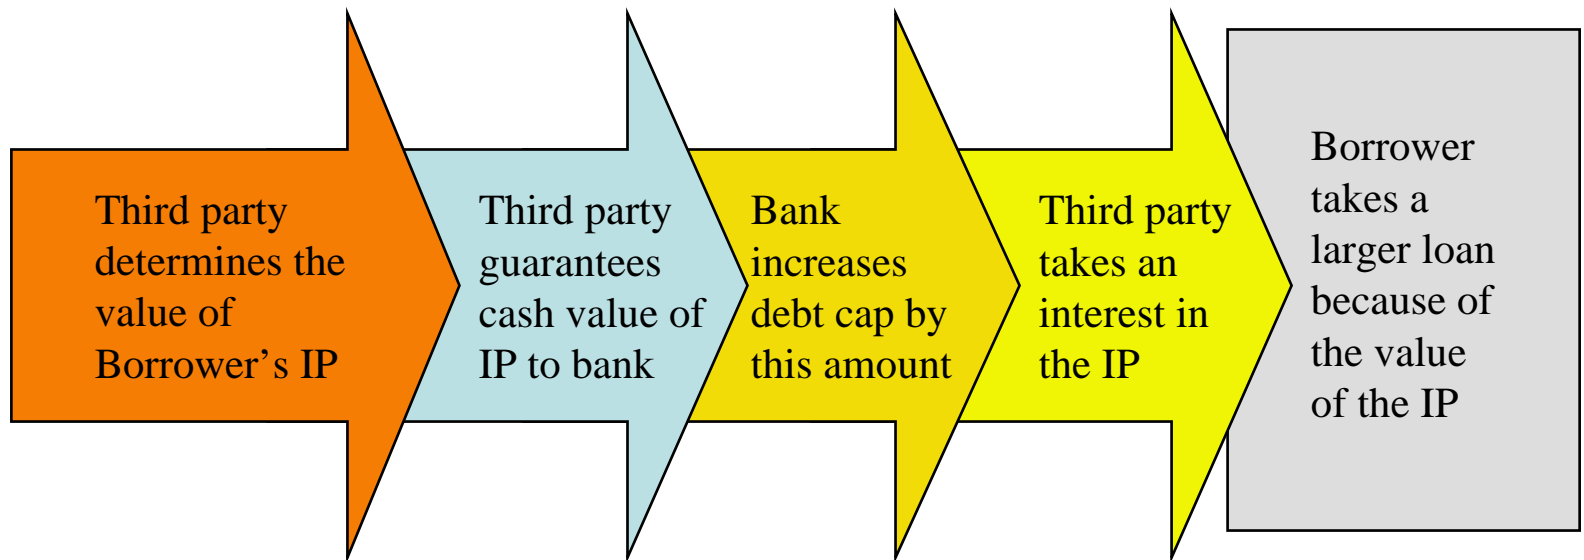 Third party
determines the
value of
Borrower’s IP
Third party
guarantees
cash value of
IP to bank
Bank
increases
debt cap by
this amount
Third party
takes an
interest in
the IP
Borrower
takes a
larger loan
because of
the value
of the IP